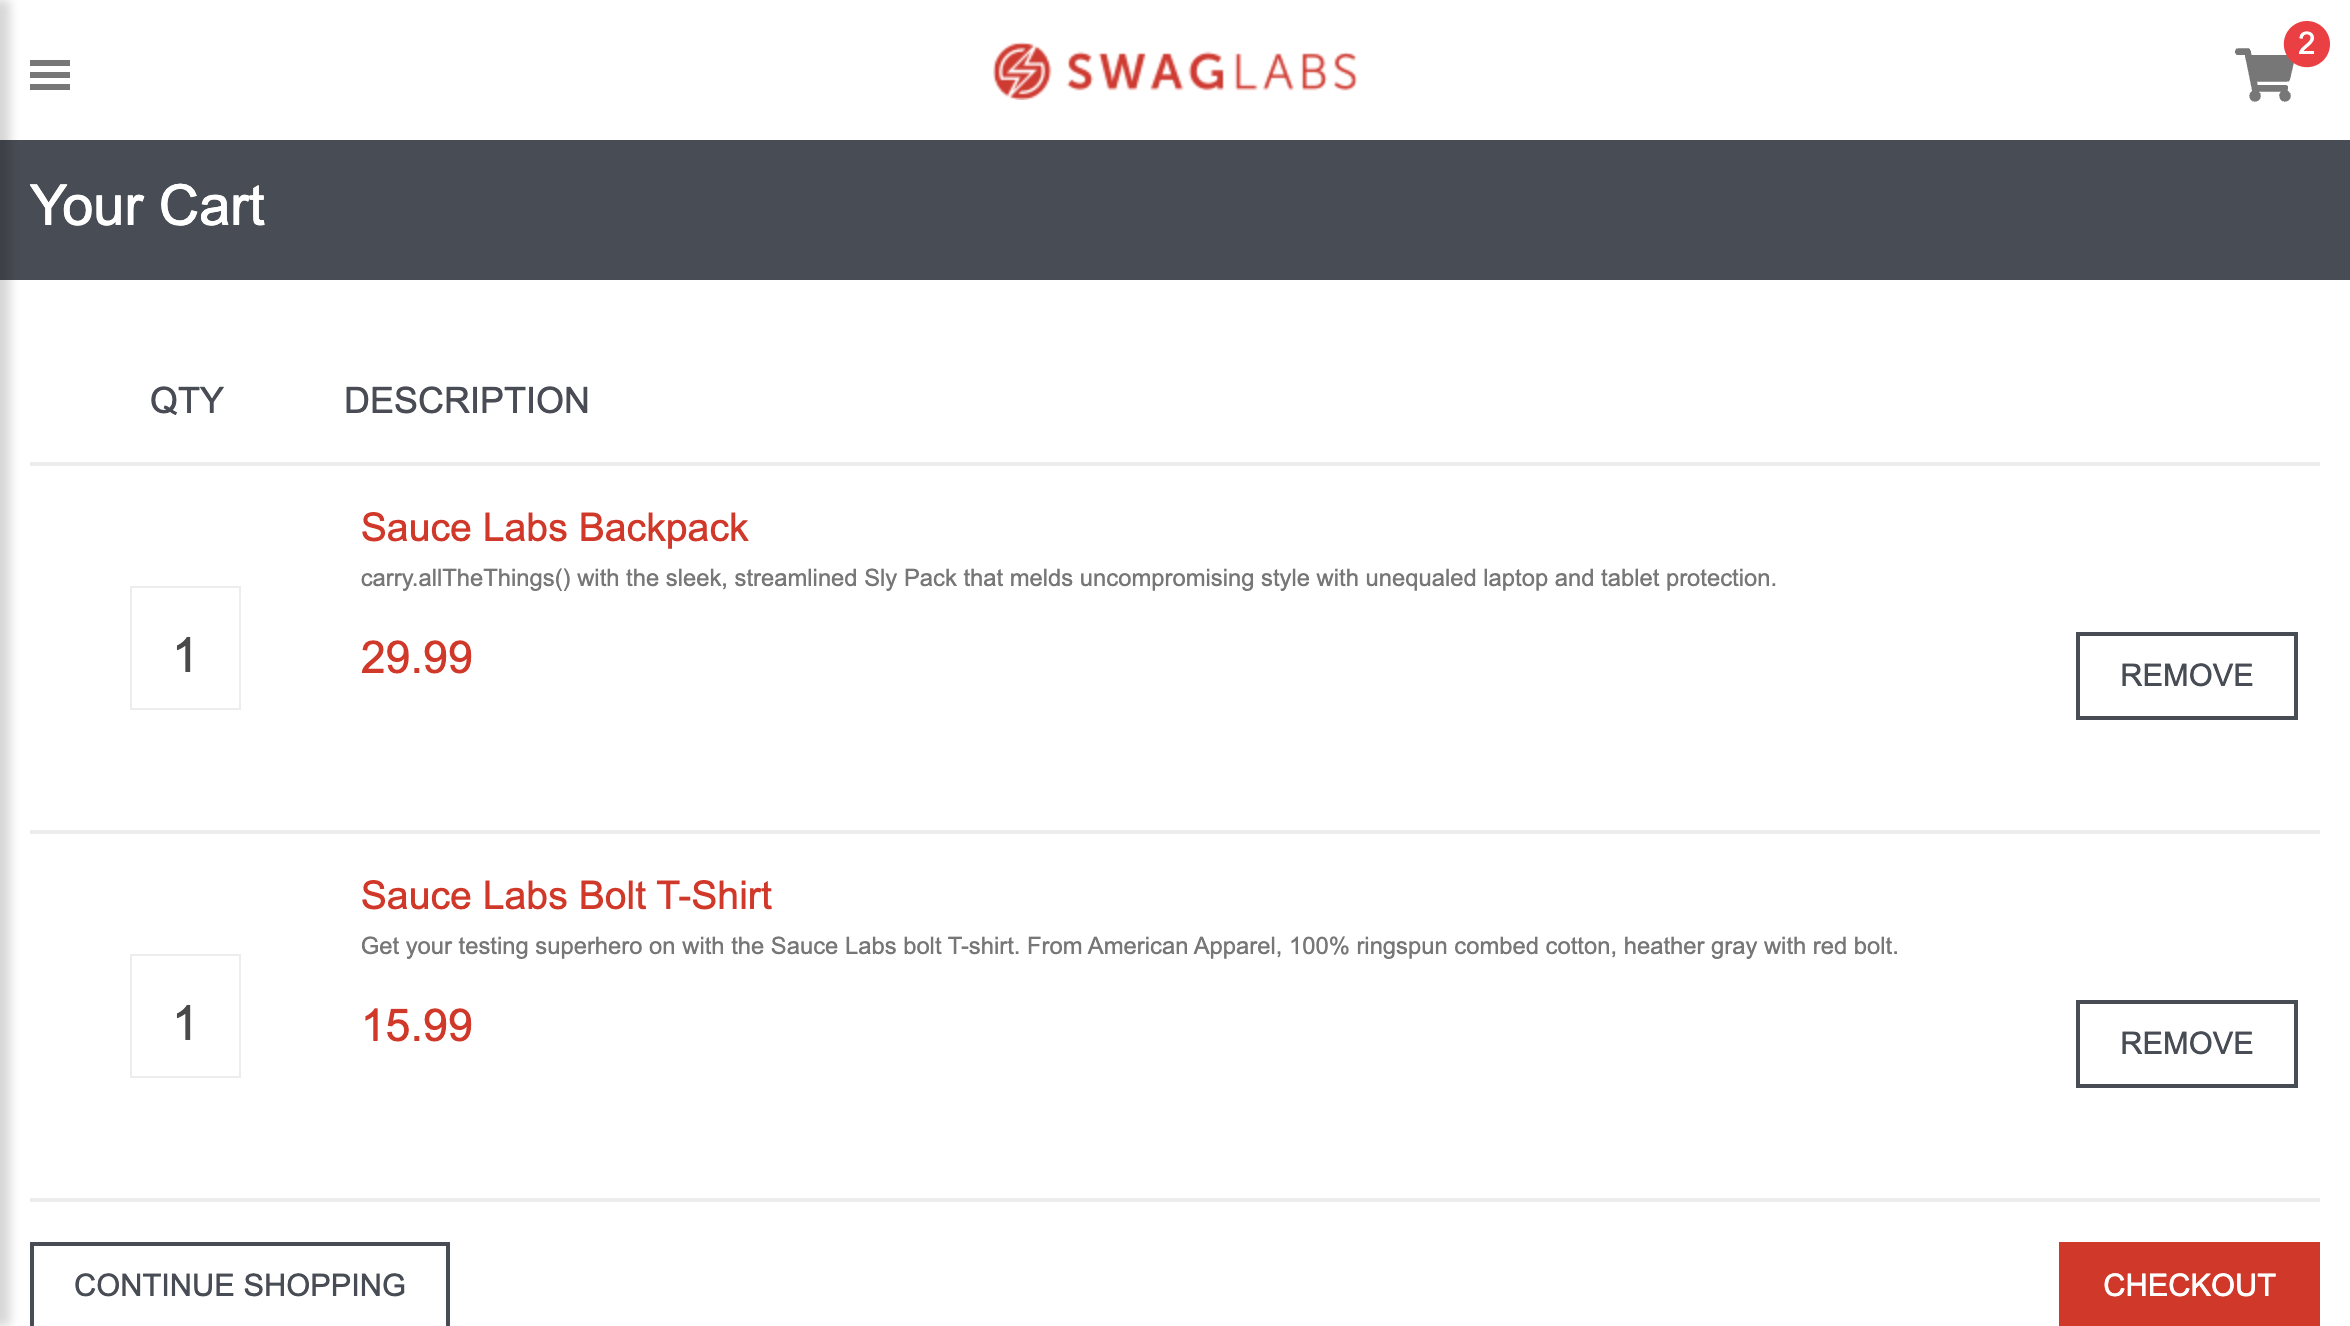 SWAGLABS
2
Your Cart
QTY DESCRIPTION
Sauce Labs Backpack
carry.allTheThings() with the sleek, streamlined Sly Pack that melds uncompromising style with unequaled laptop and tablet protection.
1
29.99
REMOVE
Sauce Labs Bolt T-Shirt
Get your testing superhero on with the Sauce Labs bolt T-shirt. From American Apparel, 100% ringspun combed cotton, heather gray with red bolt.
1
15.99
REMOVE
CONTINUE SHOPPING
CHECKOUT